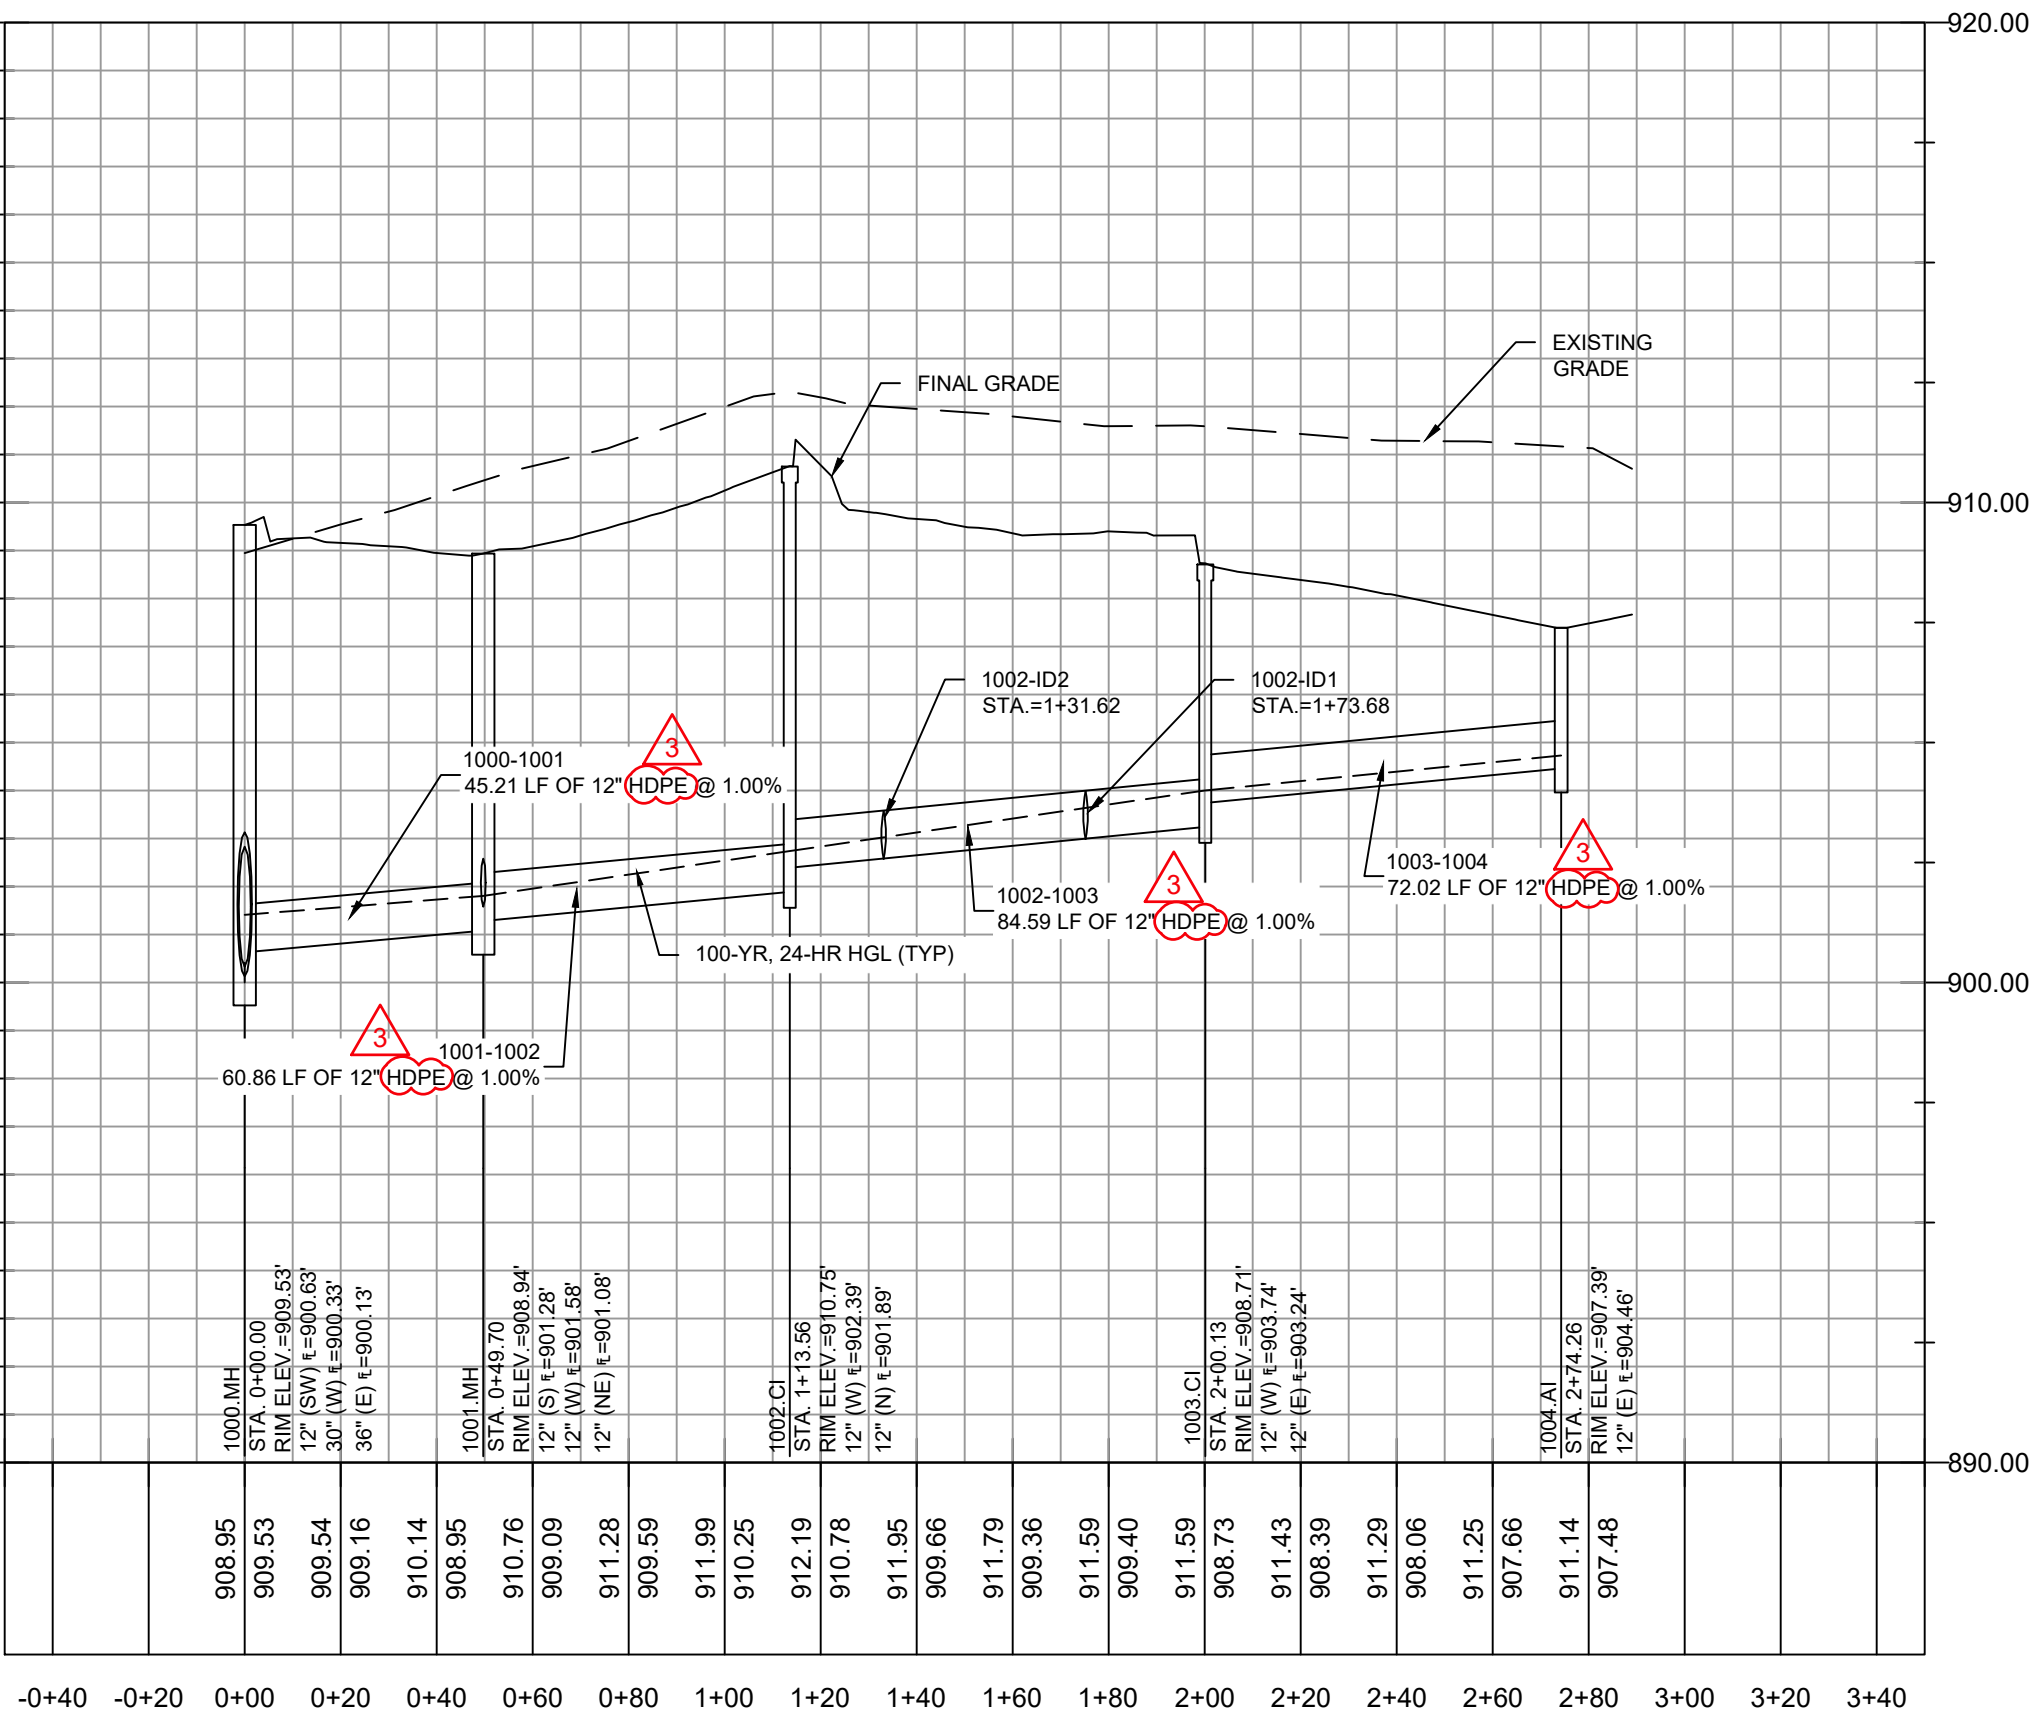 920.00
EXISTING
GRADE
FINAL GRADE
910.00
1002-ID2
STA.=1+31.62
1002-ID1
STA.=1+73.68
3
1000-1001
45.21 LF OF 12" HDPE @ 1.00%
3
1003-1004
72.02 LF OF 12" HDPE @ 1.00%
3
1002-1003
84.59 LF OF 12" HDPE @ 1.00%
100-YR, 24-HR HGL (TYP)
900.00
3
1001-1002
60.86 LF OF 12" HDPE @ 1.00%
1000.MH
STA. 0+00.00
RIM ELEV.=909.53'
12" (SW) FL=900.63'
30" (W) FL=900.33'
36" (E) FL=900.13'
1001.MH
STA. 0+49.70
RIM ELEV.=908.94'
12" (S) FL=901.28'
12" (W) FL=901.58'
12" (NE) FL=901.08'
1002.CI
STA. 1+13.56
RIM ELEV.=910.75'
12" (W) FL=902.39'
12" (N) FL=901.89'
1003.CI
STA. 2+00.13
RIM ELEV.=908.71'
12" (W) FL=903.74'
12" (E) FL=903.24'
1004.AI
STA. 2+74.26
RIM ELEV.=907.39'
12" (E) FL=904.46'
890.00
908.95
909.53
909.54
909.16
910.14
908.95
910.76
909.09
911.28
909.59
911.99
910.25
912.19
910.78
911.95
909.66
911.79
909.36
911.59
909.40
911.59
908.73
911.43
908.39
911.29
908.06
911.25
907.66
911.14
907.48
-0+40 -0+20 0+00 0+20 0+40 0+60 0+80 1+00 1+20 1+40 1+60 1+80 2+00 2+20 2+40 2+60 2+80 3+00 3+20 3+40